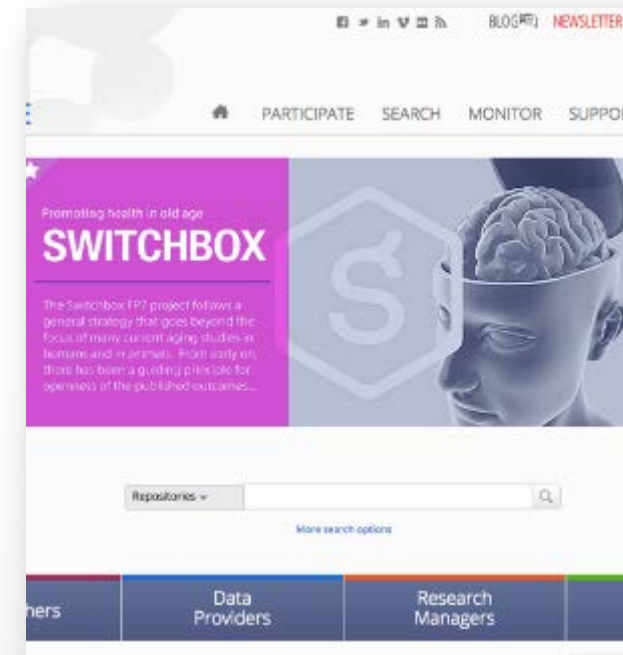 BLOG NEWSLETTER
PARTICIPATE SEARCH MONITOR SUPPO
Promoting health in old age
SWITCHBOX
The Switchbox FP7 project follows a
general strategy that goes beyond the
focus of many current aging studies in
humans and in animals. From early on,
there has been a guiding principle for
openness of the published outcomes...
Repositories
More search options
hers
Data
Providers
Research
Managers